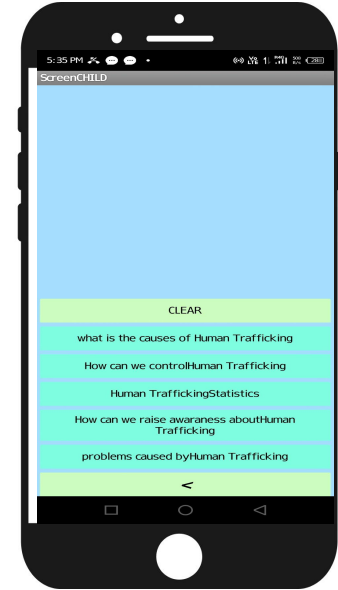 5:35 PM
ScreenCHILD
CLEAR
what is the causes of Human Trafficking
How can we controlHuman Trafficking
Human TraffickingStatistics
How can we raise awaraness aboutHuman
Trafficking
problems caused byHuman Trafficking
<